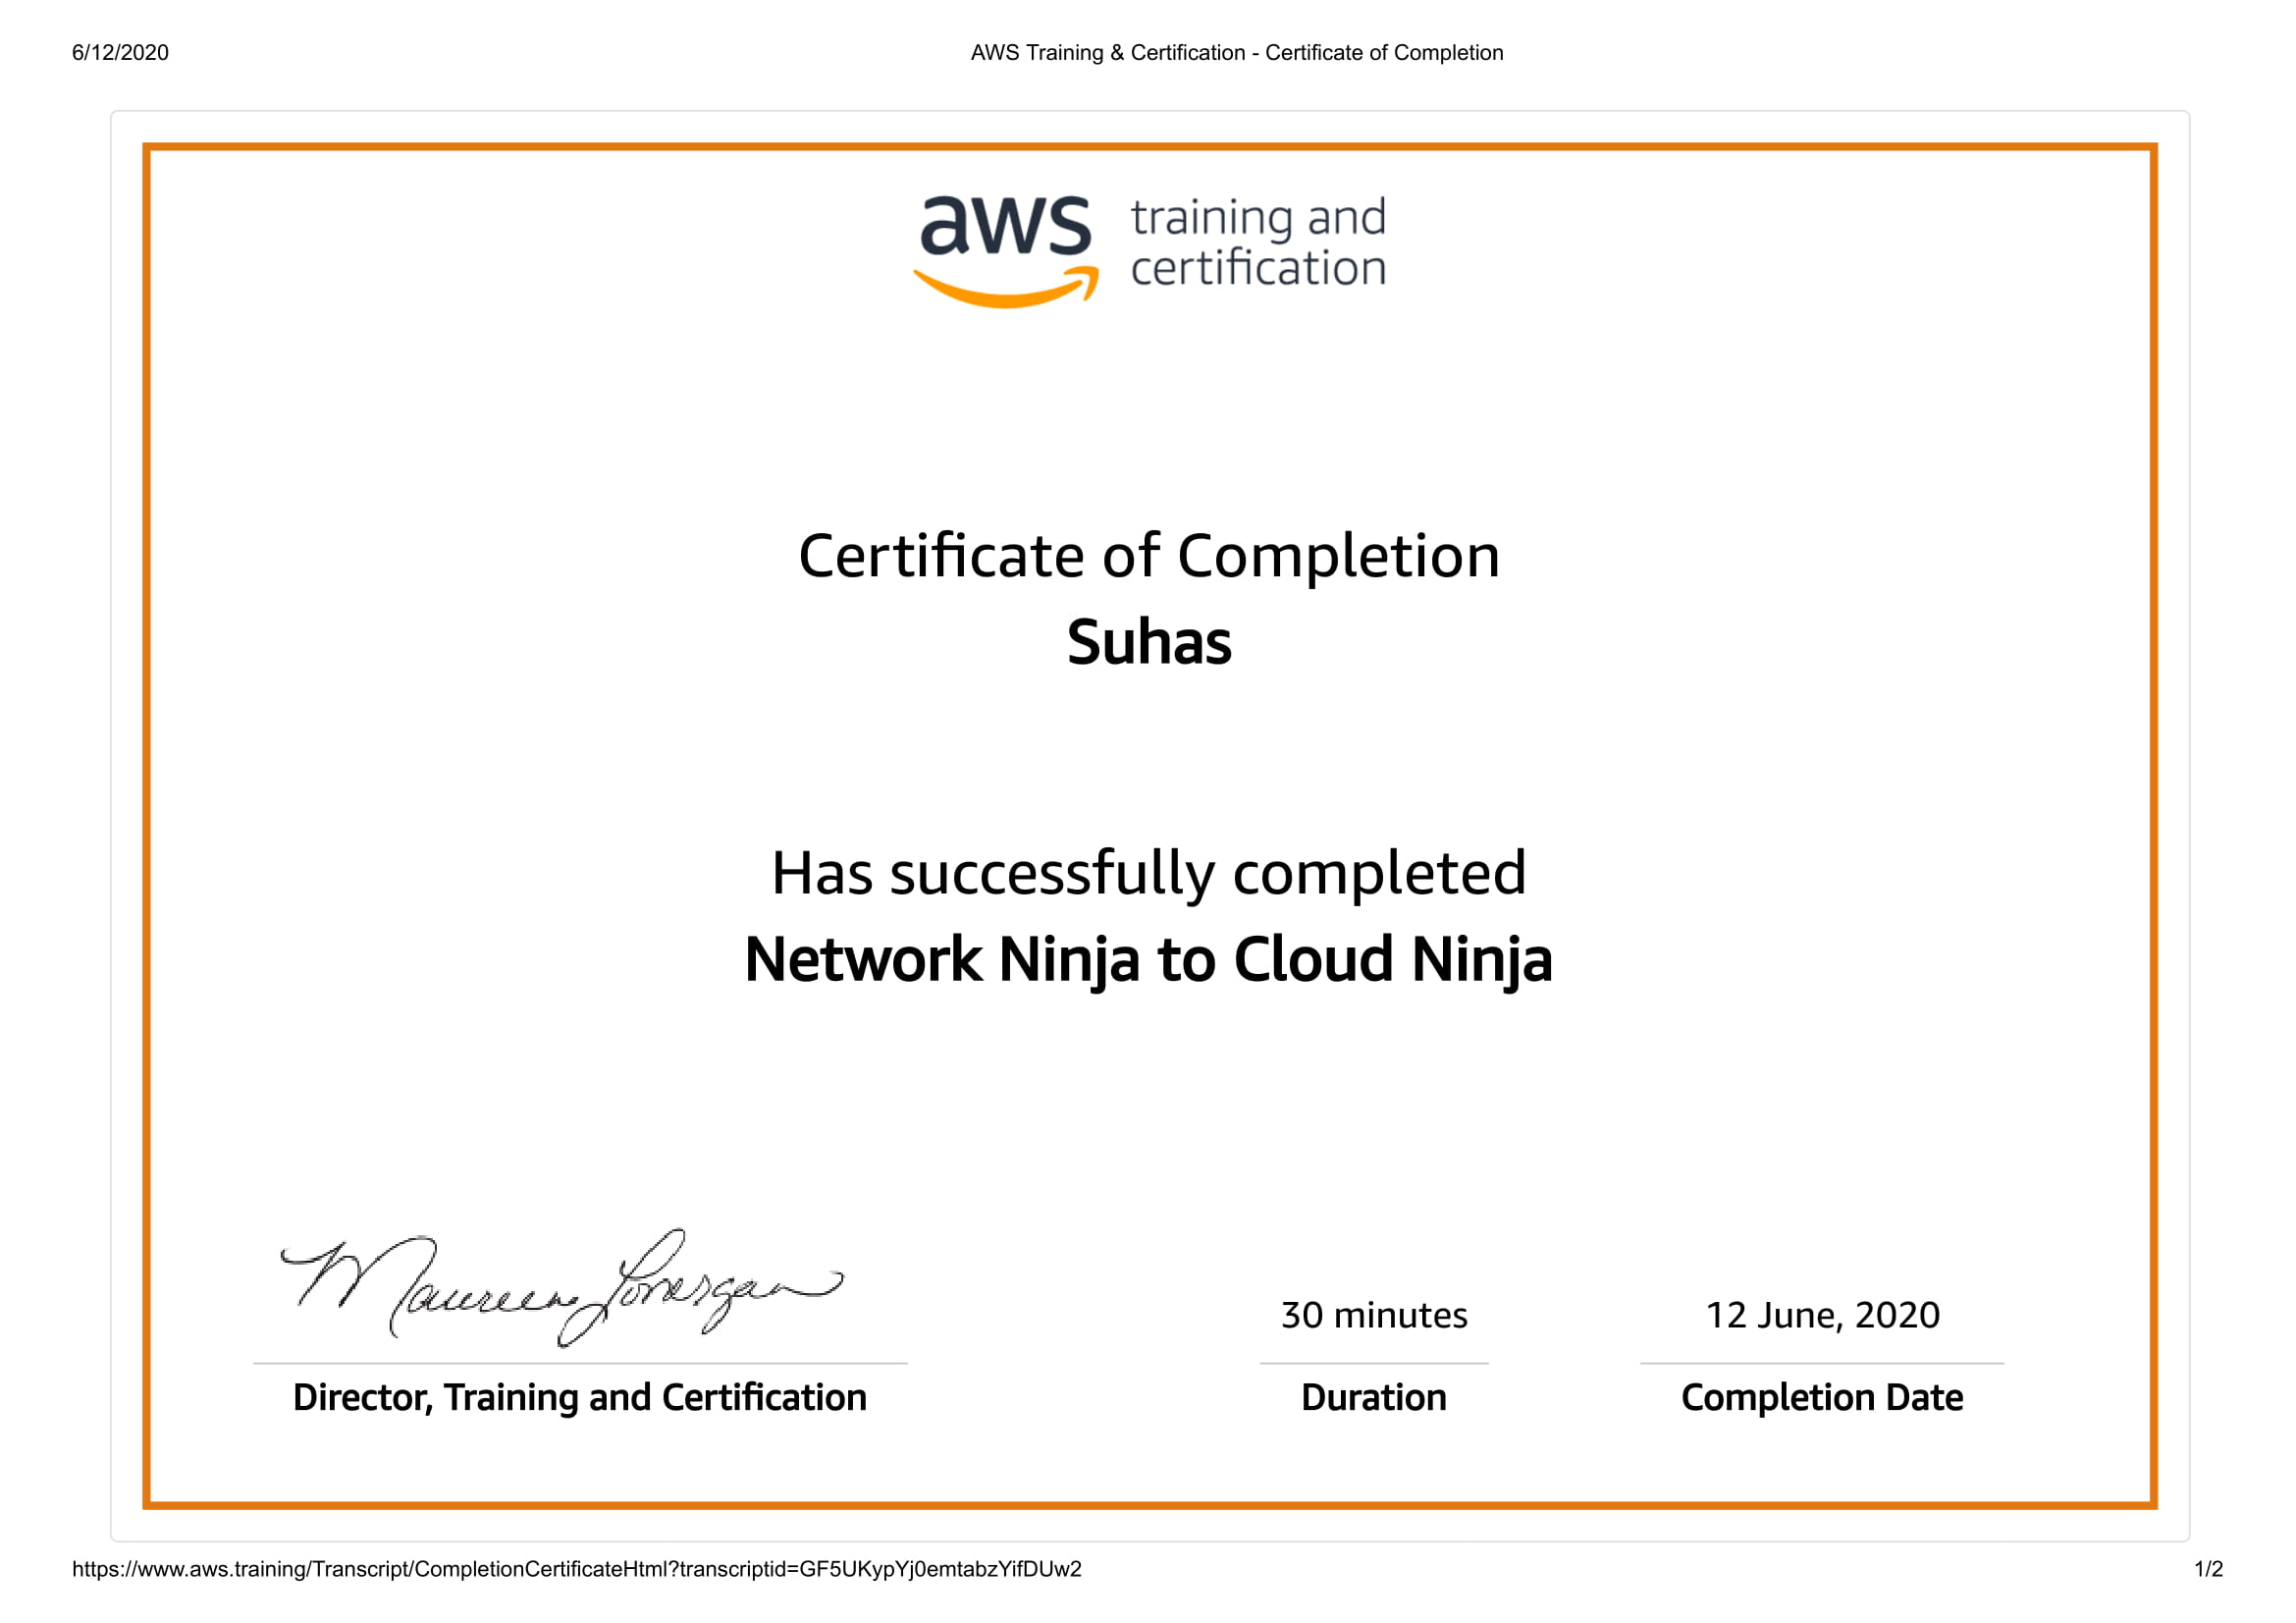 6/12/2020
AWS Training & Certification - Certificate of Completion
aws training and
certification
Certificate of Completion
Suhas
Has successfully completed
Network Ninja to Cloud Ninja
Maureen Lonergan
30 minutes
12 June, 2020
Director, Training and Certification
Duration
Completion Date
https://www.aws.training/Transcript/CompletionCertificateHtml?transcriptid=GF5UKypYj0emtabzYifDUw2
1/2